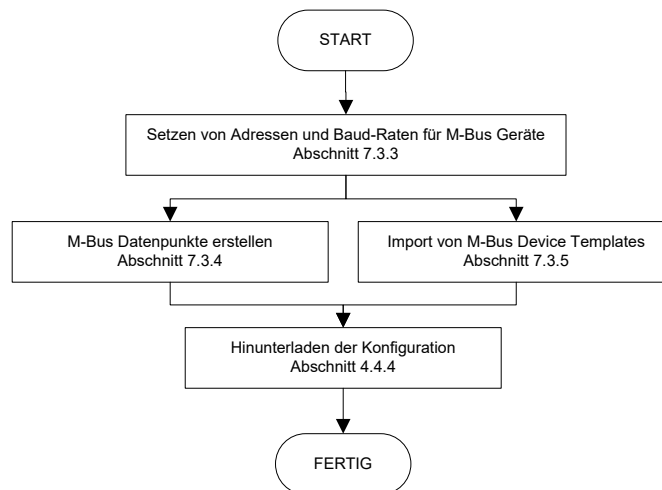 START
Setzen von Adressen und Baud-Raten für M-Bus Geräte
Abschnitt 7.3.3
M-Bus Datenpunkte erstellen
Abschnitt 7.3.4
Import von M-Bus Device Templates
Abschnitt 7.3.5
Hinunterladen der Konfiguration
Abschnitt 4.4.4
FERTIG